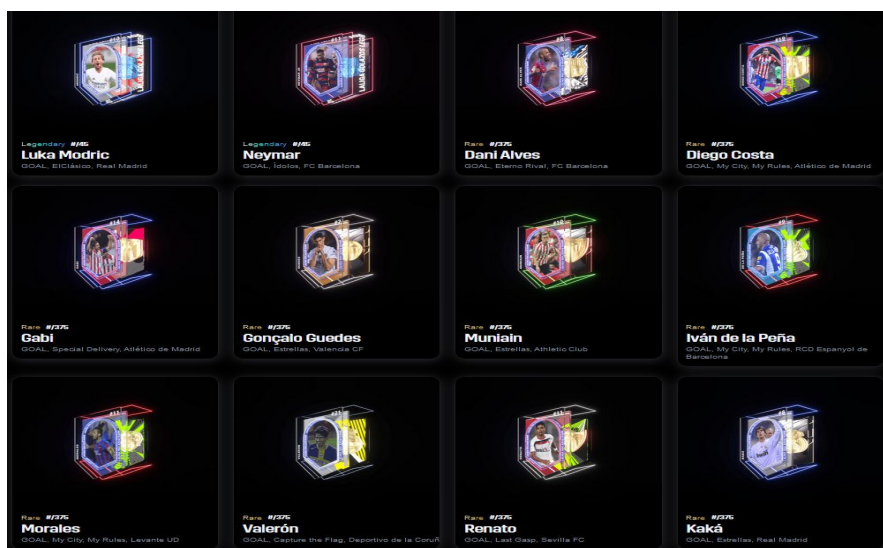 Legendary #/45
Luka Modric
GOAL, ElClásico, Real Madrid
Legendary #/45
Neymar
GOAL, Ídolos, FC Barcelona
Rare #/375
Dani Alves
GOAL, Eterno Rival, FC Barcelona
Rare #/375
Diego Costa
GOAL, My City, My Rules, Atlético de Madrid
Rare #/375
Gabi
GOAL, Special Delivery, Atlético de Madrid
Rare #/375
Gonçalo Guedes
GOAL, Estrellas, Valencia CF
Rare #/375
Muniain
GOAL, Estrellas, Athletic Club
Rare #/375
Iván de la Peña
GOAL, My City, My Rules, RCD Espanyol de
Barcelona
Rare #/375
Morales
GOAL, My City, My Rules, Levante UD
Rare #/375
Valerón
GOAL, Capture the Flag, Deportivo de la Coruñ
Rare #/375
Renato
GOAL, Last Gasp, Sevilla FC
Rare #/375
Kaká
GOAL, Estrellas, Real Madrid